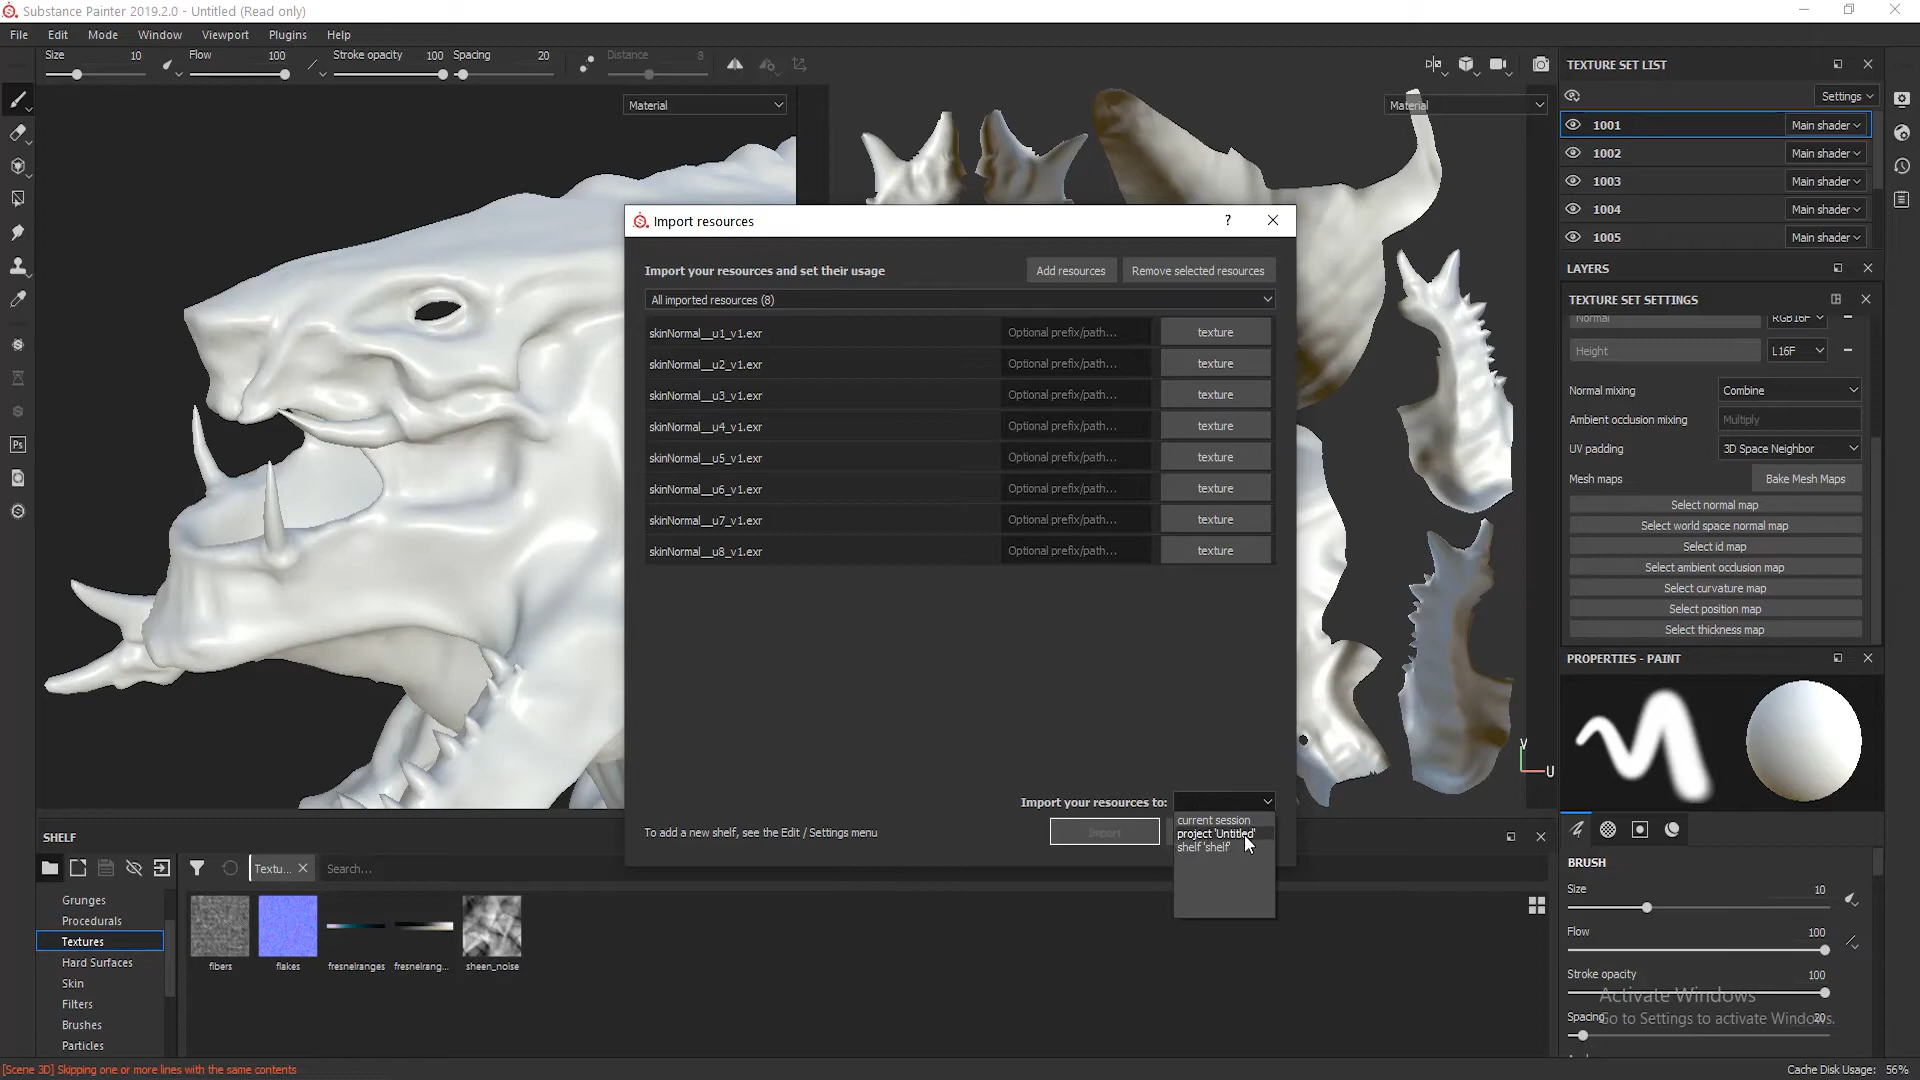 Substance Painter 2019.2.0 - Untitled (Read only)
File Edit Mode Window Viewport Plugins Help
Size 10 Flow 100 Stroke opacity 100 Spacing 20 Distance 8
Material
Material
TEXTURE SET LIST
Settings
1001 Main shader
1002 Main shader
1003 Main shader
1004 Main shader
1005 Main shader
LAYERS
TEXTURE SET SETTINGS
Normal RGB16F
Height L16F
Normal mixing Combine
Ambient occlusion mixing Multiply
UV padding 3D Space Neighbor
Mesh maps Bake Mesh Maps
Select normal map
Select world space normal map
Select id map
Select ambient occlusion map
Select curvature map
Select position map
Select thickness map
PROPERTIES - PAINT
BRUSH
Size 10
Flow 100
Stroke opacity 100
Spacing 20
Activate Windows
Go to Settings to activate Windows.
Import resources
?
Import your resources and set their usage
Add resources
Remove selected resources
All imported resources (8)
skinNormal__u1_v1.exr Optional prefix/path... texture
skinNormal__u2_v1.exr Optional prefix/path... texture
skinNormal__u3_v1.exr Optional prefix/path... texture
skinNormal__u4_v1.exr Optional prefix/path... texture
skinNormal__u5_v1.exr Optional prefix/path... texture
skinNormal__u6_v1.exr Optional prefix/path... texture
skinNormal__u7_v1.exr Optional prefix/path... texture
skinNormal__u8_v1.exr Optional prefix/path... texture
Import your resources to:
current session
project 'Untitled'
shelf 'shelf'
To add a new shelf, see the Edit / Settings menu
Import
V
U
Ps
SHELF
Textu...
Search...
Grunges
Procedurals
Textures
Hard Surfaces
Skin
Filters
Brushes
Particles
fibers
flakes
fresnelranges
fresnelrang...
sheen_noise
[Scene 3D] Skipping one or more lines with the same contents
Cache Disk Usage: 56%